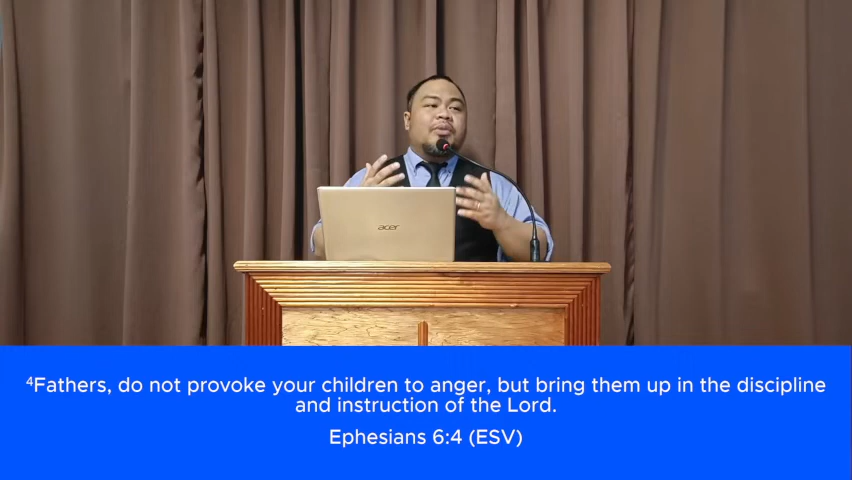 acer
⁴Fathers, do not provoke your children to anger, but bring them up in the discipline
and instruction of the Lord.
Ephesians 6:4 (ESV)